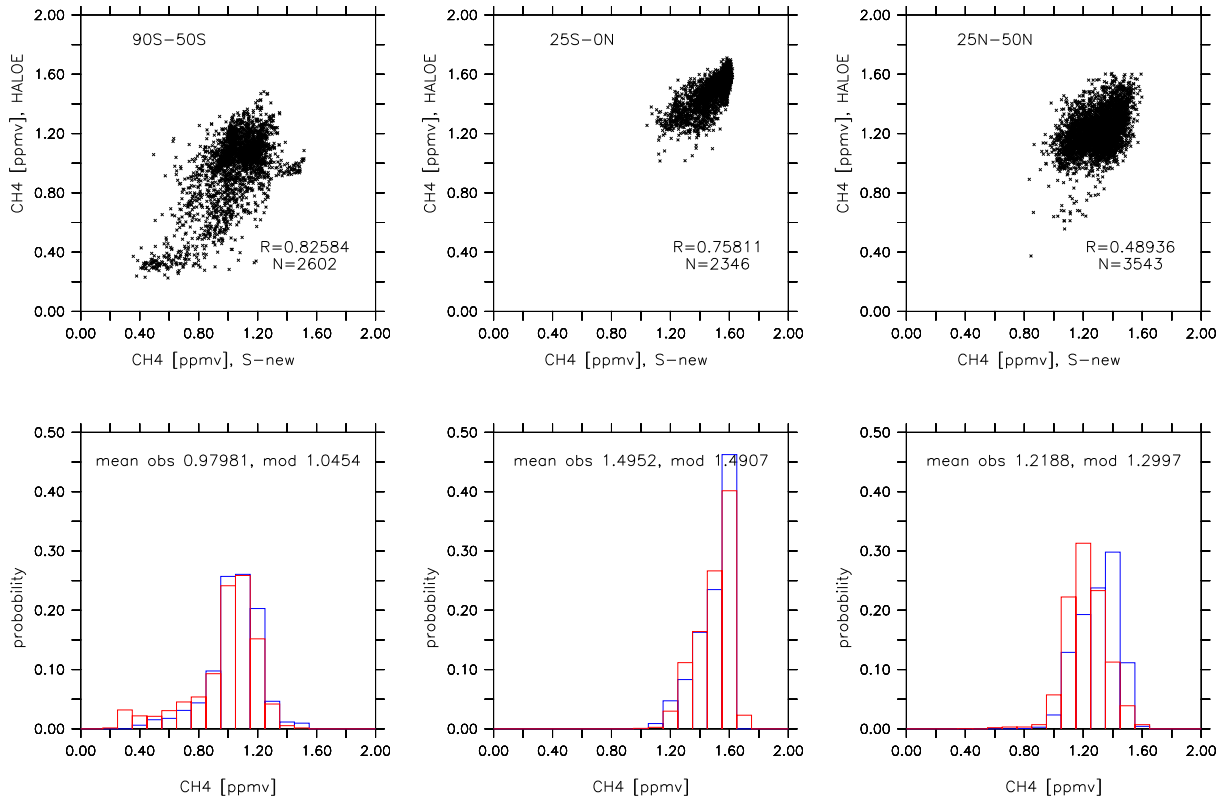 2.00 1.60 1.20 0.80 0.40 0.00
CH4 [ppmv], HALOE
90S−50S
R=0.82584
N=2602
0.00 0.40 0.80 1.20 1.60 2.00
CH4 [ppmv], S−new
2.00 1.60 1.20 0.80 0.40 0.00
CH4 [ppmv], HALOE
25S−0N
R=0.75811
N=2346
0.00 0.40 0.80 1.20 1.60 2.00
CH4 [ppmv], S−new
2.00 1.60 1.20 0.80 0.40 0.00
CH4 [ppmv], HALOE
25N−50N
R=0.48936
N=3543
0.00 0.40 0.80 1.20 1.60 2.00
CH4 [ppmv], S−new
0.50 0.40 0.30 0.20 0.10 0.00
probability
mean obs 0.97981, mod 1.0454
0.00 0.40 0.80 1.20 1.60 2.00
CH4 [ppmv]
0.50 0.40 0.30 0.20 0.10 0.00
probability
mean obs 1.4952, mod 1.4907
0.00 0.40 0.80 1.20 1.60 2.00
CH4 [ppmv]
0.50 0.40 0.30 0.20 0.10 0.00
probability
mean obs 1.2188, mod 1.2997
0.00 0.40 0.80 1.20 1.60 2.00
CH4 [ppmv]